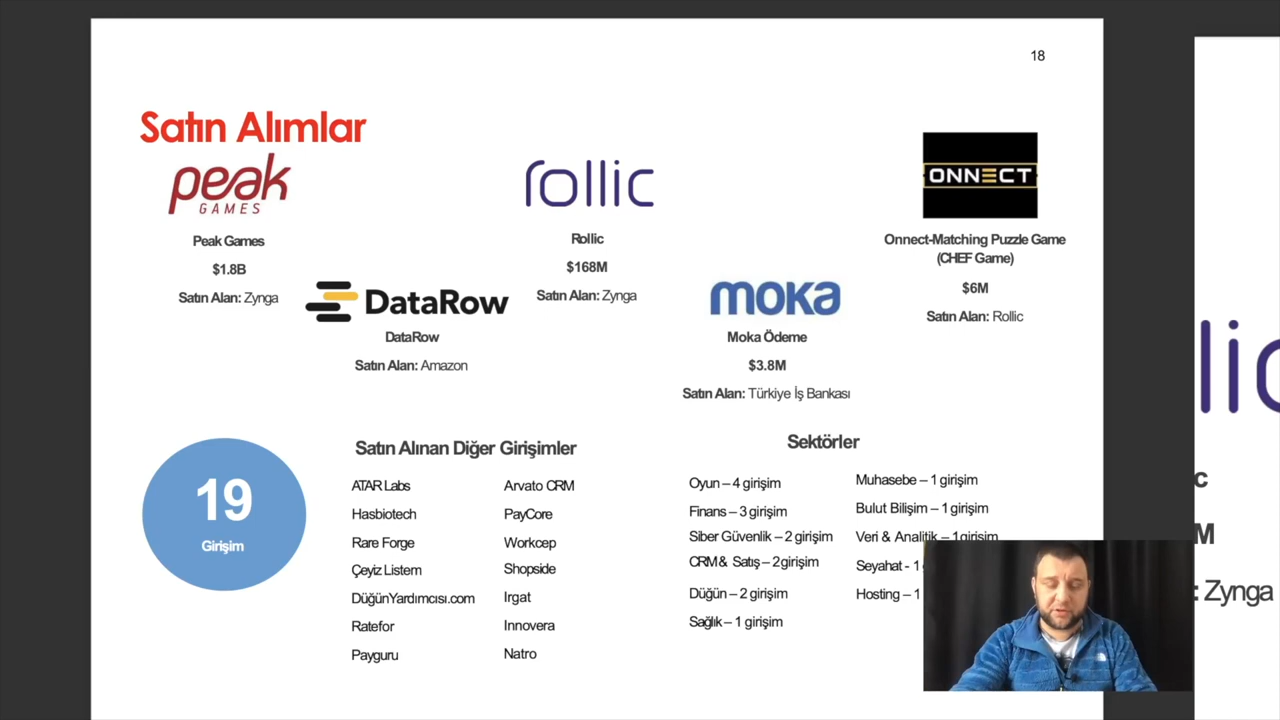 18
Satın Alımlar
peak
GAMES
Peak Games
$1.8B
Satın Alan: Zynga
DataRow
DataRow
Satın Alan: Amazon
rollic
Rollic
$168M
Satın Alan: Zynga
moka
Moka Ödeme
$3.8M
Satın Alan: Türkiye İş Bankası
ONNECT
Onnect-Matching Puzzle Game
(CHEF Game)
$6M
Satın Alan: Rollic
19
Girişim
Satın Alınan Diğer Girişimler
ATAR Labs
Hasbiotech
Rare Forge
Çeyiz Listem
DüğünYardımcısı.com
Ratefor
Payguru
Arvato CRM
PayCore
Workcep
Shopside
Irgat
Innovera
Natro
Sektörler
Oyun – 4 girişim
Finans – 3 girişim
Siber Güvenlik – 2 girişim
CRM & Satış – 2girişim
Düğün – 2 girişim
Sağlık – 1 girişim
Muhasebe – 1 girişim
Bulut Bilişim – 1girişim
Veri & Analitik – 1girişim
Seyahat - 1
Hosting – 1
lic
c
M
: Zynga